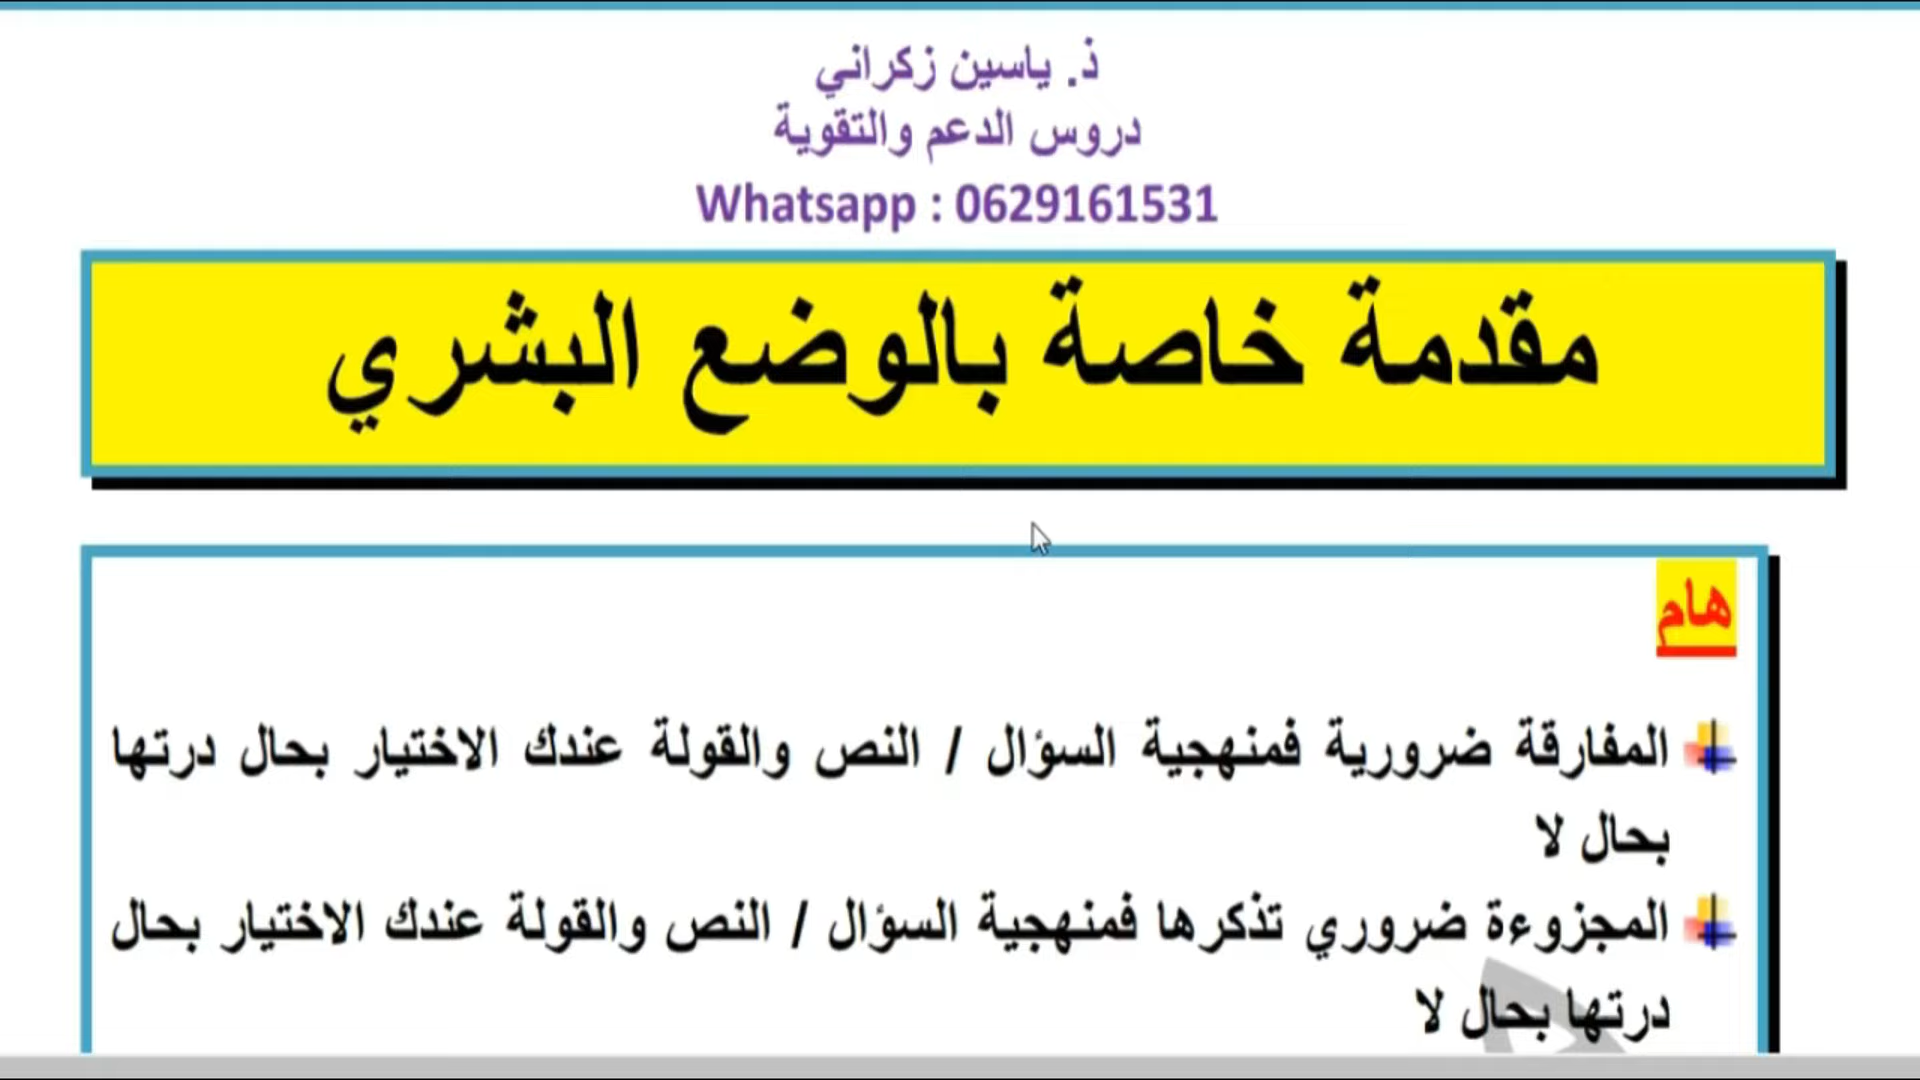 ذ. ياسين زكراني
دروس الدعم والتقوية
Whatsapp : 0629161531
مقدمة خاصة بالوضع البشري
هام
المفارقة ضرورية فمنهجية السؤال / النص والقولة عندك الاختيار بحال درتها
بحال لا
المجزوءة ضروري تذكرها فمنهجية السؤال / النص والقولة عندك الاختيار بحال
درتها بحال لا